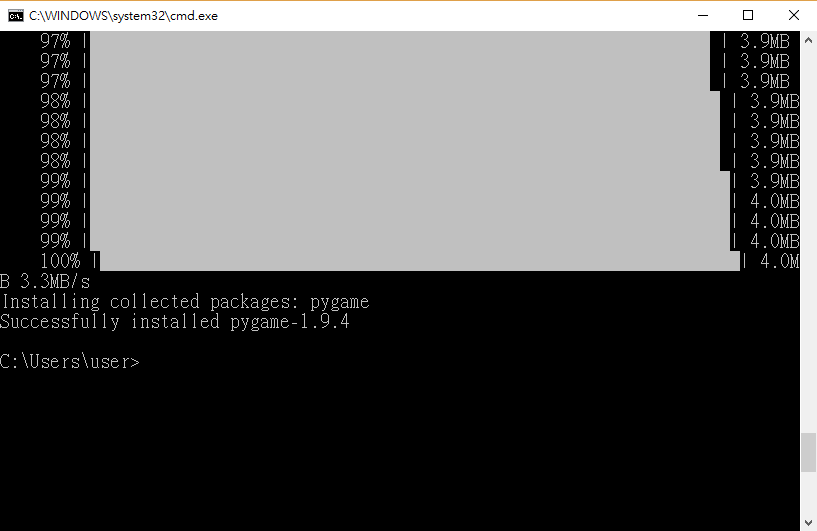 C:\WINDOWS\system32\cmd.exe
97% | | 3.9MB
97% | | 3.9MB
97% | | 3.9MB
98% | | 3.9MB
98% | | 3.9MB
98% | | 3.9MB
98% | | 3.9MB
99% | | 3.9MB
99% | | 4.0MB
99% | | 4.0MB
99% | | 4.0MB
100% | | 4.0M
B 3.3MB/s
Installing collected packages: pygame
Successfully installed pygame-1.9.4
C:\Users\user>